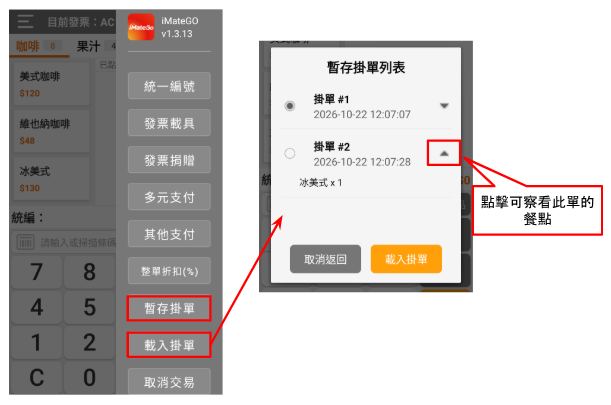 目前發票：AC
iMateGO
v1.3.13
咖啡 8
果汁 4
已點
美式咖啡
$120
維也納咖啡
$48
冰美式
$130
統編：
請輸入或掃描條碼
7 8
4 5
1 2
C 0
統一編號
發票載具
發票捐贈
多元支付
其他支付
整單折扣(%)
暫存掛單
載入掛單
取消交易
暫存掛單列表
掛單 #1
2026-10-22 12:07:07
掛單 #2
2026-10-22 12:07:28
冰美式 x 1
取消返回
載入掛單
點擊可察看此單的
餐點